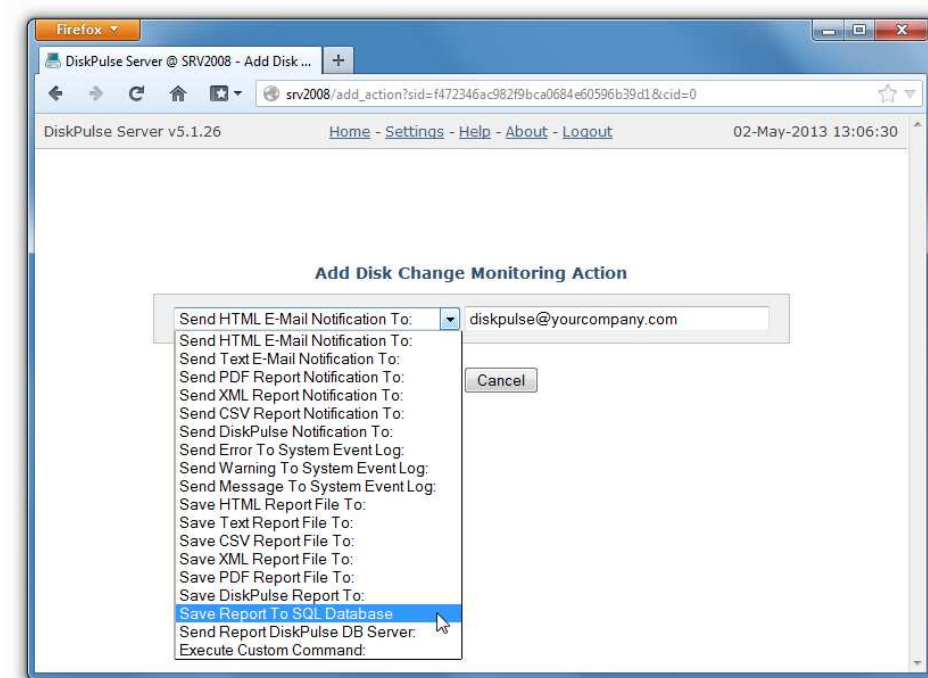 Firefox
DiskPulse Server @ SRV2008 - Add Disk ...
srv2008/add_action?sid=f472346ac982f9bca0684e60596b39d1&cid=0
DiskPulse Server v5.1.26 Home - Settings - Help - About - Logout 02-May-2013 13:06:30
Add Disk Change Monitoring Action
Send HTML E-Mail Notification To: diskpulse@yourcompany.com
Send HTML E-Mail Notification To:
Send Text E-Mail Notification To:
Send PDF Report Notification To:
Send XML Report Notification To:
Send CSV Report Notification To:
Send DiskPulse Notification To:
Send Error To System Event Log:
Send Warning To System Event Log:
Send Message To System Event Log:
Save HTML Report File To:
Save Text Report File To:
Save CSV Report File To:
Save XML Report File To:
Save PDF Report File To:
Save DiskPulse Report To:
Save Report To SQL Database
Send Report DiskPulse DB Server:
Execute Custom Command:
Cancel